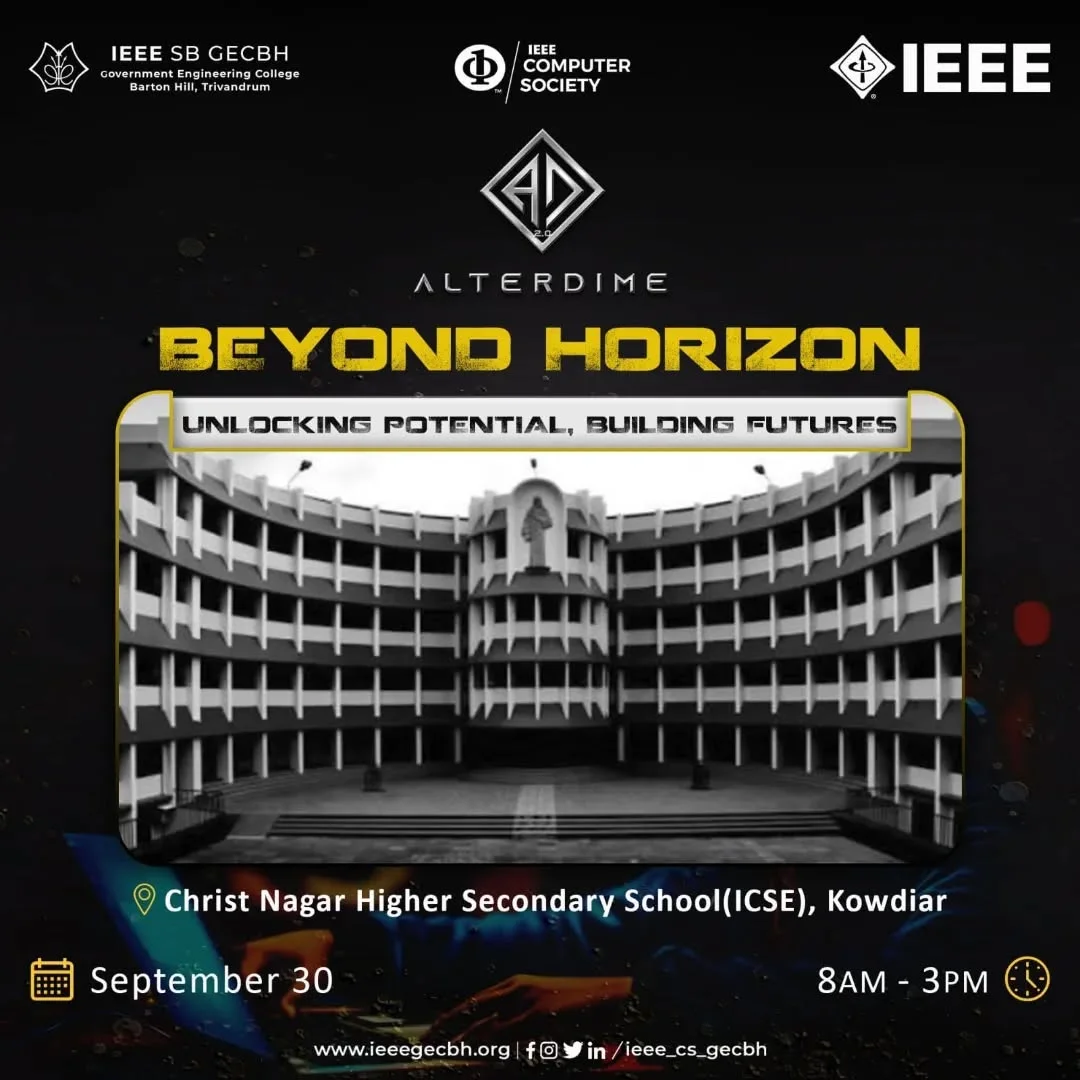 IEEE SB GECBH
Government Engineering College
Barton Hill, Trivandrum
IEEE
COMPUTER
SOCIETY
TM
IEEE
®
AD
2.0
ALTERDIME
BEYOND HORIZON
UNLOCKING POTENTIAL, BUILDING FUTURES
Christ Nagar Higher Secondary School(ICSE), Kowdiar
September 30
8AM - 3PM
www.ieeegecbh.org | /ieee_cs_gecbh